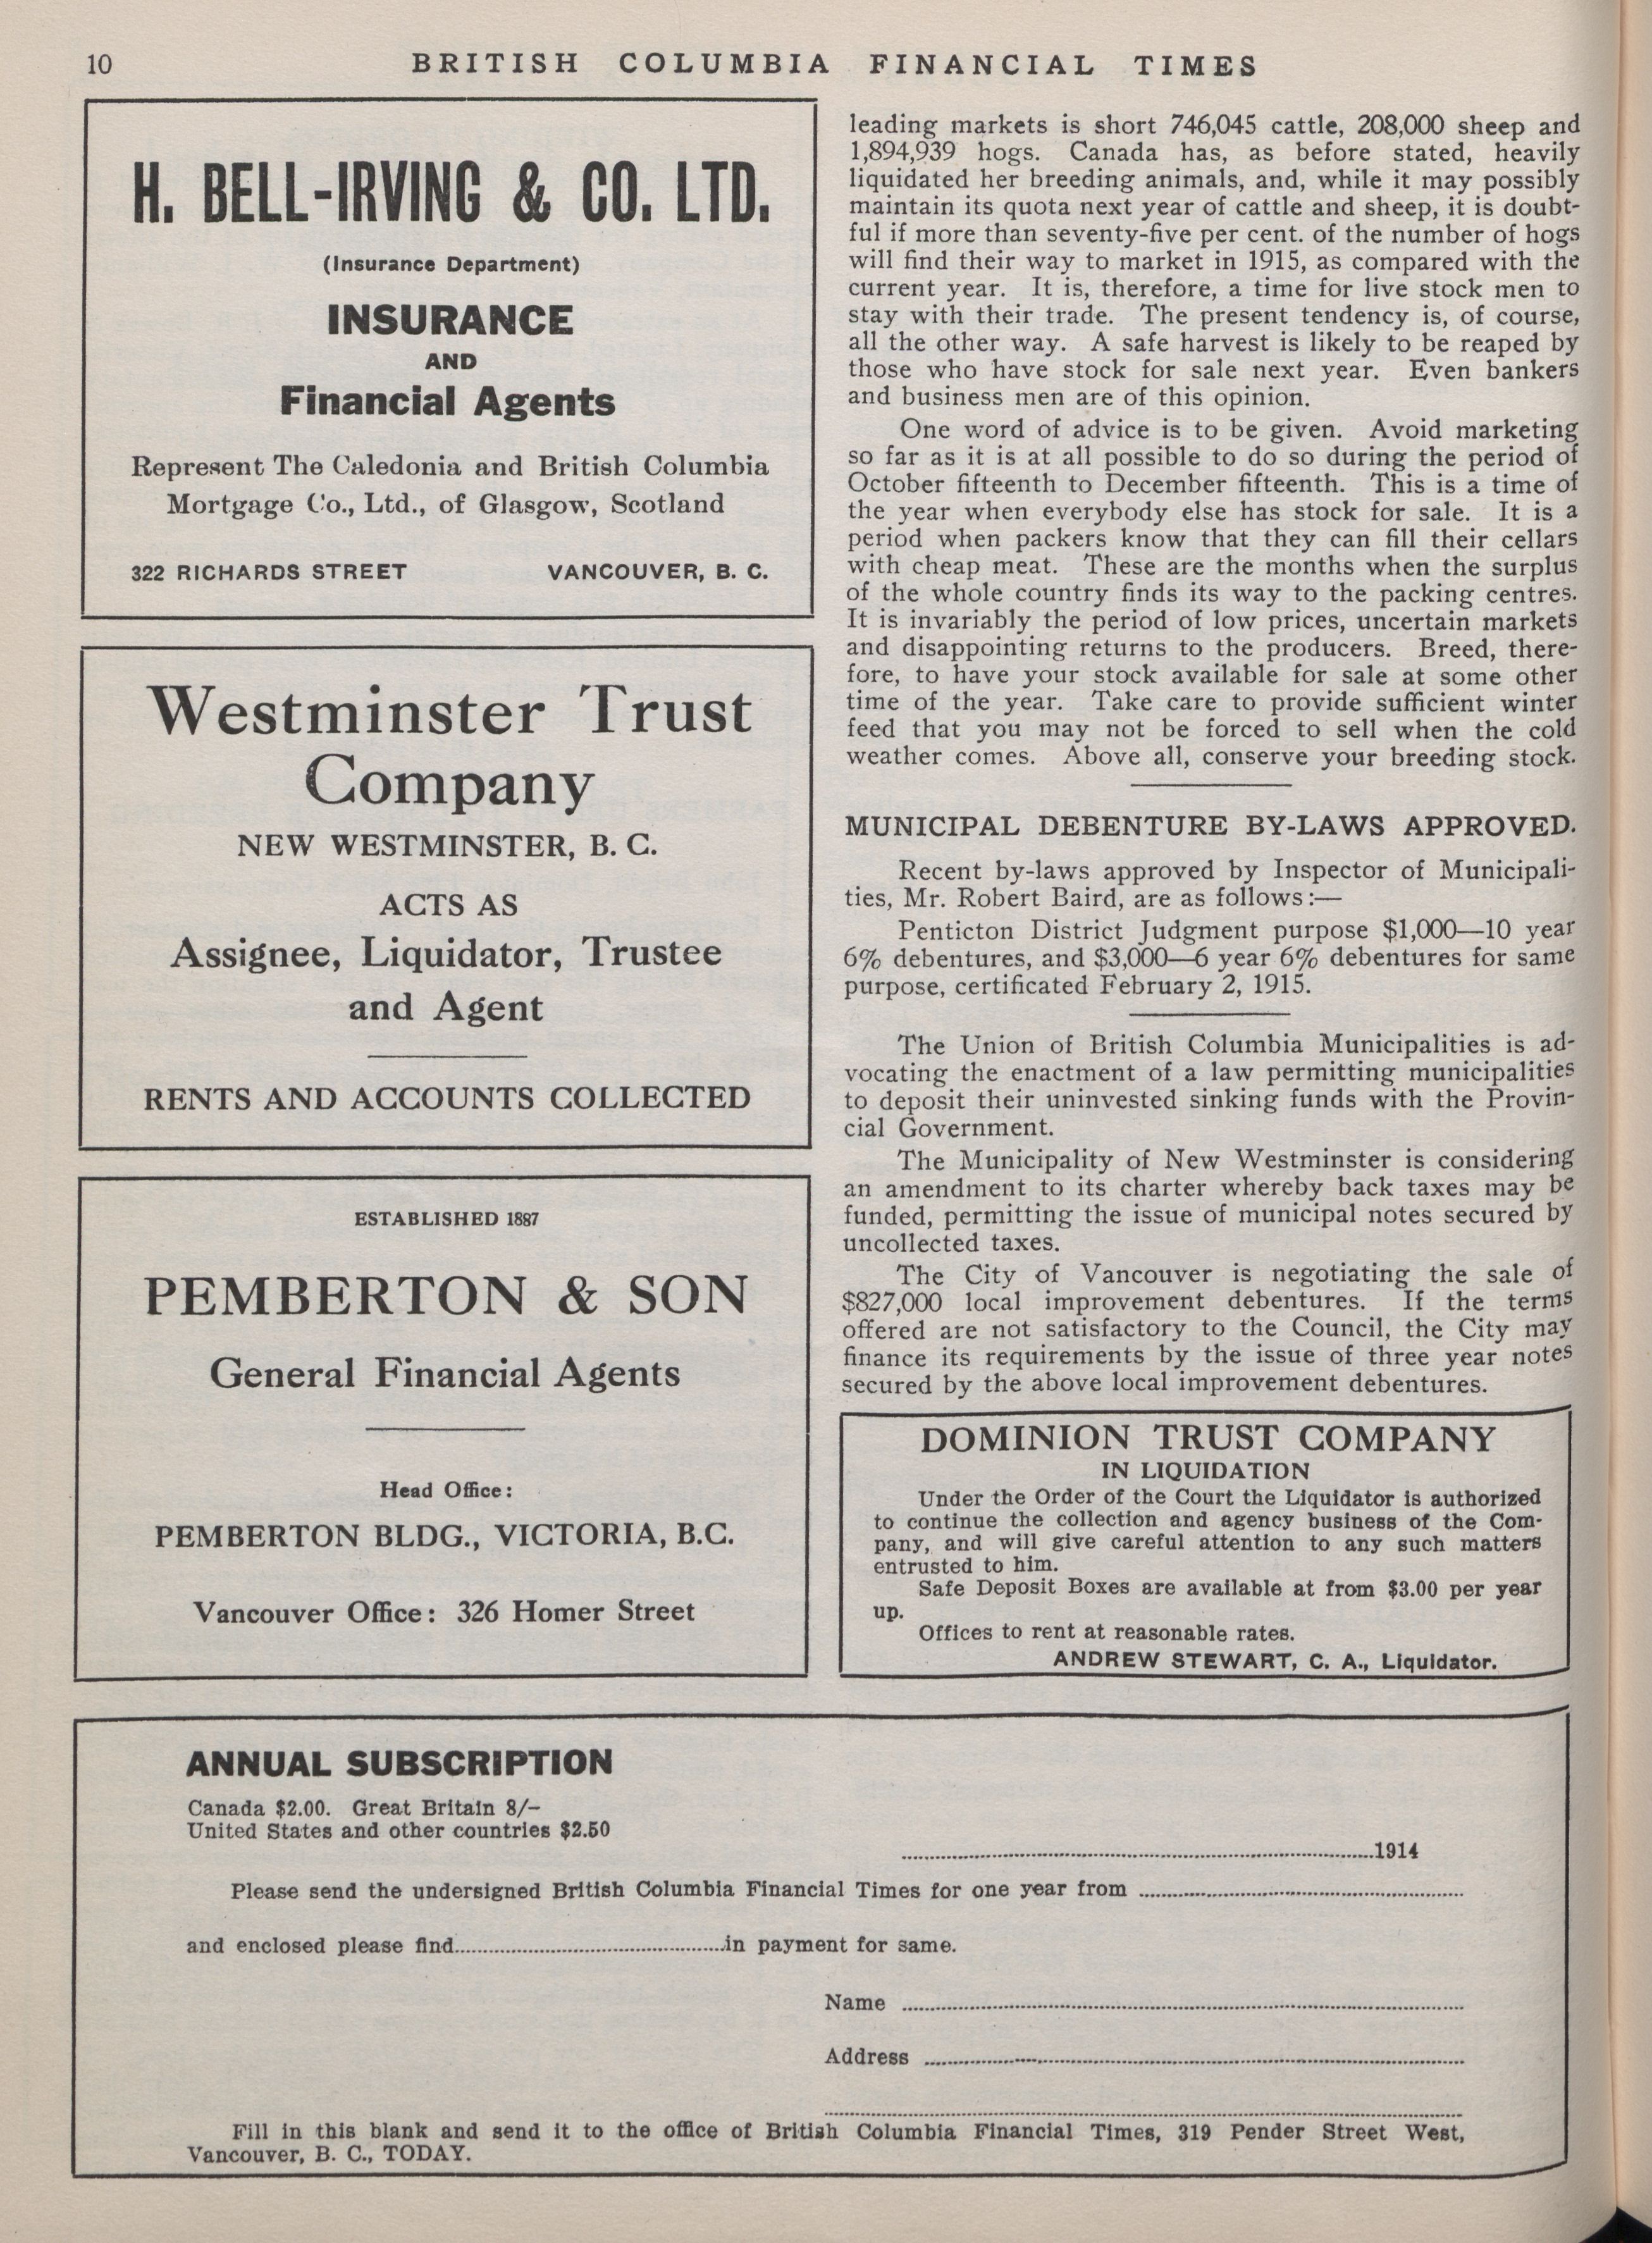 10
BRITISH COLUMBIA FINANCIAL TIMES
H. BELL-IRVING & CO. LTD.
(Insurance Department)
INSURANCE
AND
Financial Agents
Represent The Caledonia and British Columbia
Mortgage Co., Ltd., of Glasgow, Scotland
322 RICHARDS STREET VANCOUVER, B. C.
Westminster Trust
Company
NEW WESTMINSTER, B. C.
ACTS AS
Assignee, Liquidator, Trustee
and Agent
RENTS AND ACCOUNTS COLLECTED
ESTABLISHED 1887
PEMBERTON & SON
General Financial Agents
Head Office:
PEMBERTON BLDG., VICTORIA, B.C.
Vancouver Office: 326 Homer Street
leading markets is short 746,045 cattle, 208,000 sheep and
1,894,939 hogs. Canada has, as before stated, heavily
liquidated her breeding animals, and, while it may possibly
maintain its quota next year of cattle and sheep, it is doubt-
ful if more than seventy-five per cent. of the number of hogs
will find their way to market in 1915, as compared with the
current year. It is, therefore, a time for live stock men to
stay with their trade. The present tendency is, of course,
all the other way. A safe harvest is likely to be reaped by
those who have stock for sale next year. Even bankers
and business men are of this opinion.
One word of advice is to be given. Avoid marketing
so far as it is at all possible to do so during the period of
October fifteenth to December fifteenth. This is a time of
the year when everybody else has stock for sale. It is a
period when packers know that they can fill their cellars
with cheap meat. These are the months when the surplus
of the whole country finds its way to the packing centres.
It is invariably the period of low prices, uncertain markets
and disappointing returns to the producers. Breed, there-
fore, to have your stock available for sale at some other
time of the year. Take care to provide sufficient winter
feed that you may not be forced to sell when the cold
weather comes. Above all, conserve your breeding stock.
MUNICIPAL DEBENTURE BY-LAWS APPROVED.
Recent by-laws approved by Inspector of Municipali-
ties, Mr. Robert Baird, are as follows:—
Penticton District Judgment purpose $1,000—10 year
6% debentures, and $3,000—6 year 6% debentures for same
purpose, certificated February 2, 1915.
The Union of British Columbia Municipalities is ad-
vocating the enactment of a law permitting municipalities
to deposit their uninvested sinking funds with the Provin-
cial Government.
The Municipality of New Westminster is considering
an amendment to its charter whereby back taxes may be
funded, permitting the issue of municipal notes secured by
uncollected taxes.
The City of Vancouver is negotiating the sale of
$827,000 local improvement debentures. If the terms
offered are not satisfactory to the Council, the City may
finance its requirements by the issue of three year notes
secured by the above local improvement debentures.
DOMINION TRUST COMPANY
IN LIQUIDATION
Under the Order of the Court the Liquidator is authorized
to continue the collection and agency business of the Com-
pany, and will give careful attention to any such matters
entrusted to him.
Safe Deposit Boxes are available at from $3.00 per year
up.
Offices to rent at reasonable rates.
ANDREW STEWART, C. A., Liquidator.
ANNUAL SUBSCRIPTION
Canada $2.00. Great Britain 8/-
United States and other countries $2.50
1914
Please send the undersigned British Columbia Financial Times for one year from
and enclosed please find in payment for same.
Name
Address
Fill in this blank and send it to the office of British Columbia Financial Times, 319 Pender Street West,
Vancouver, B. C., TODAY.